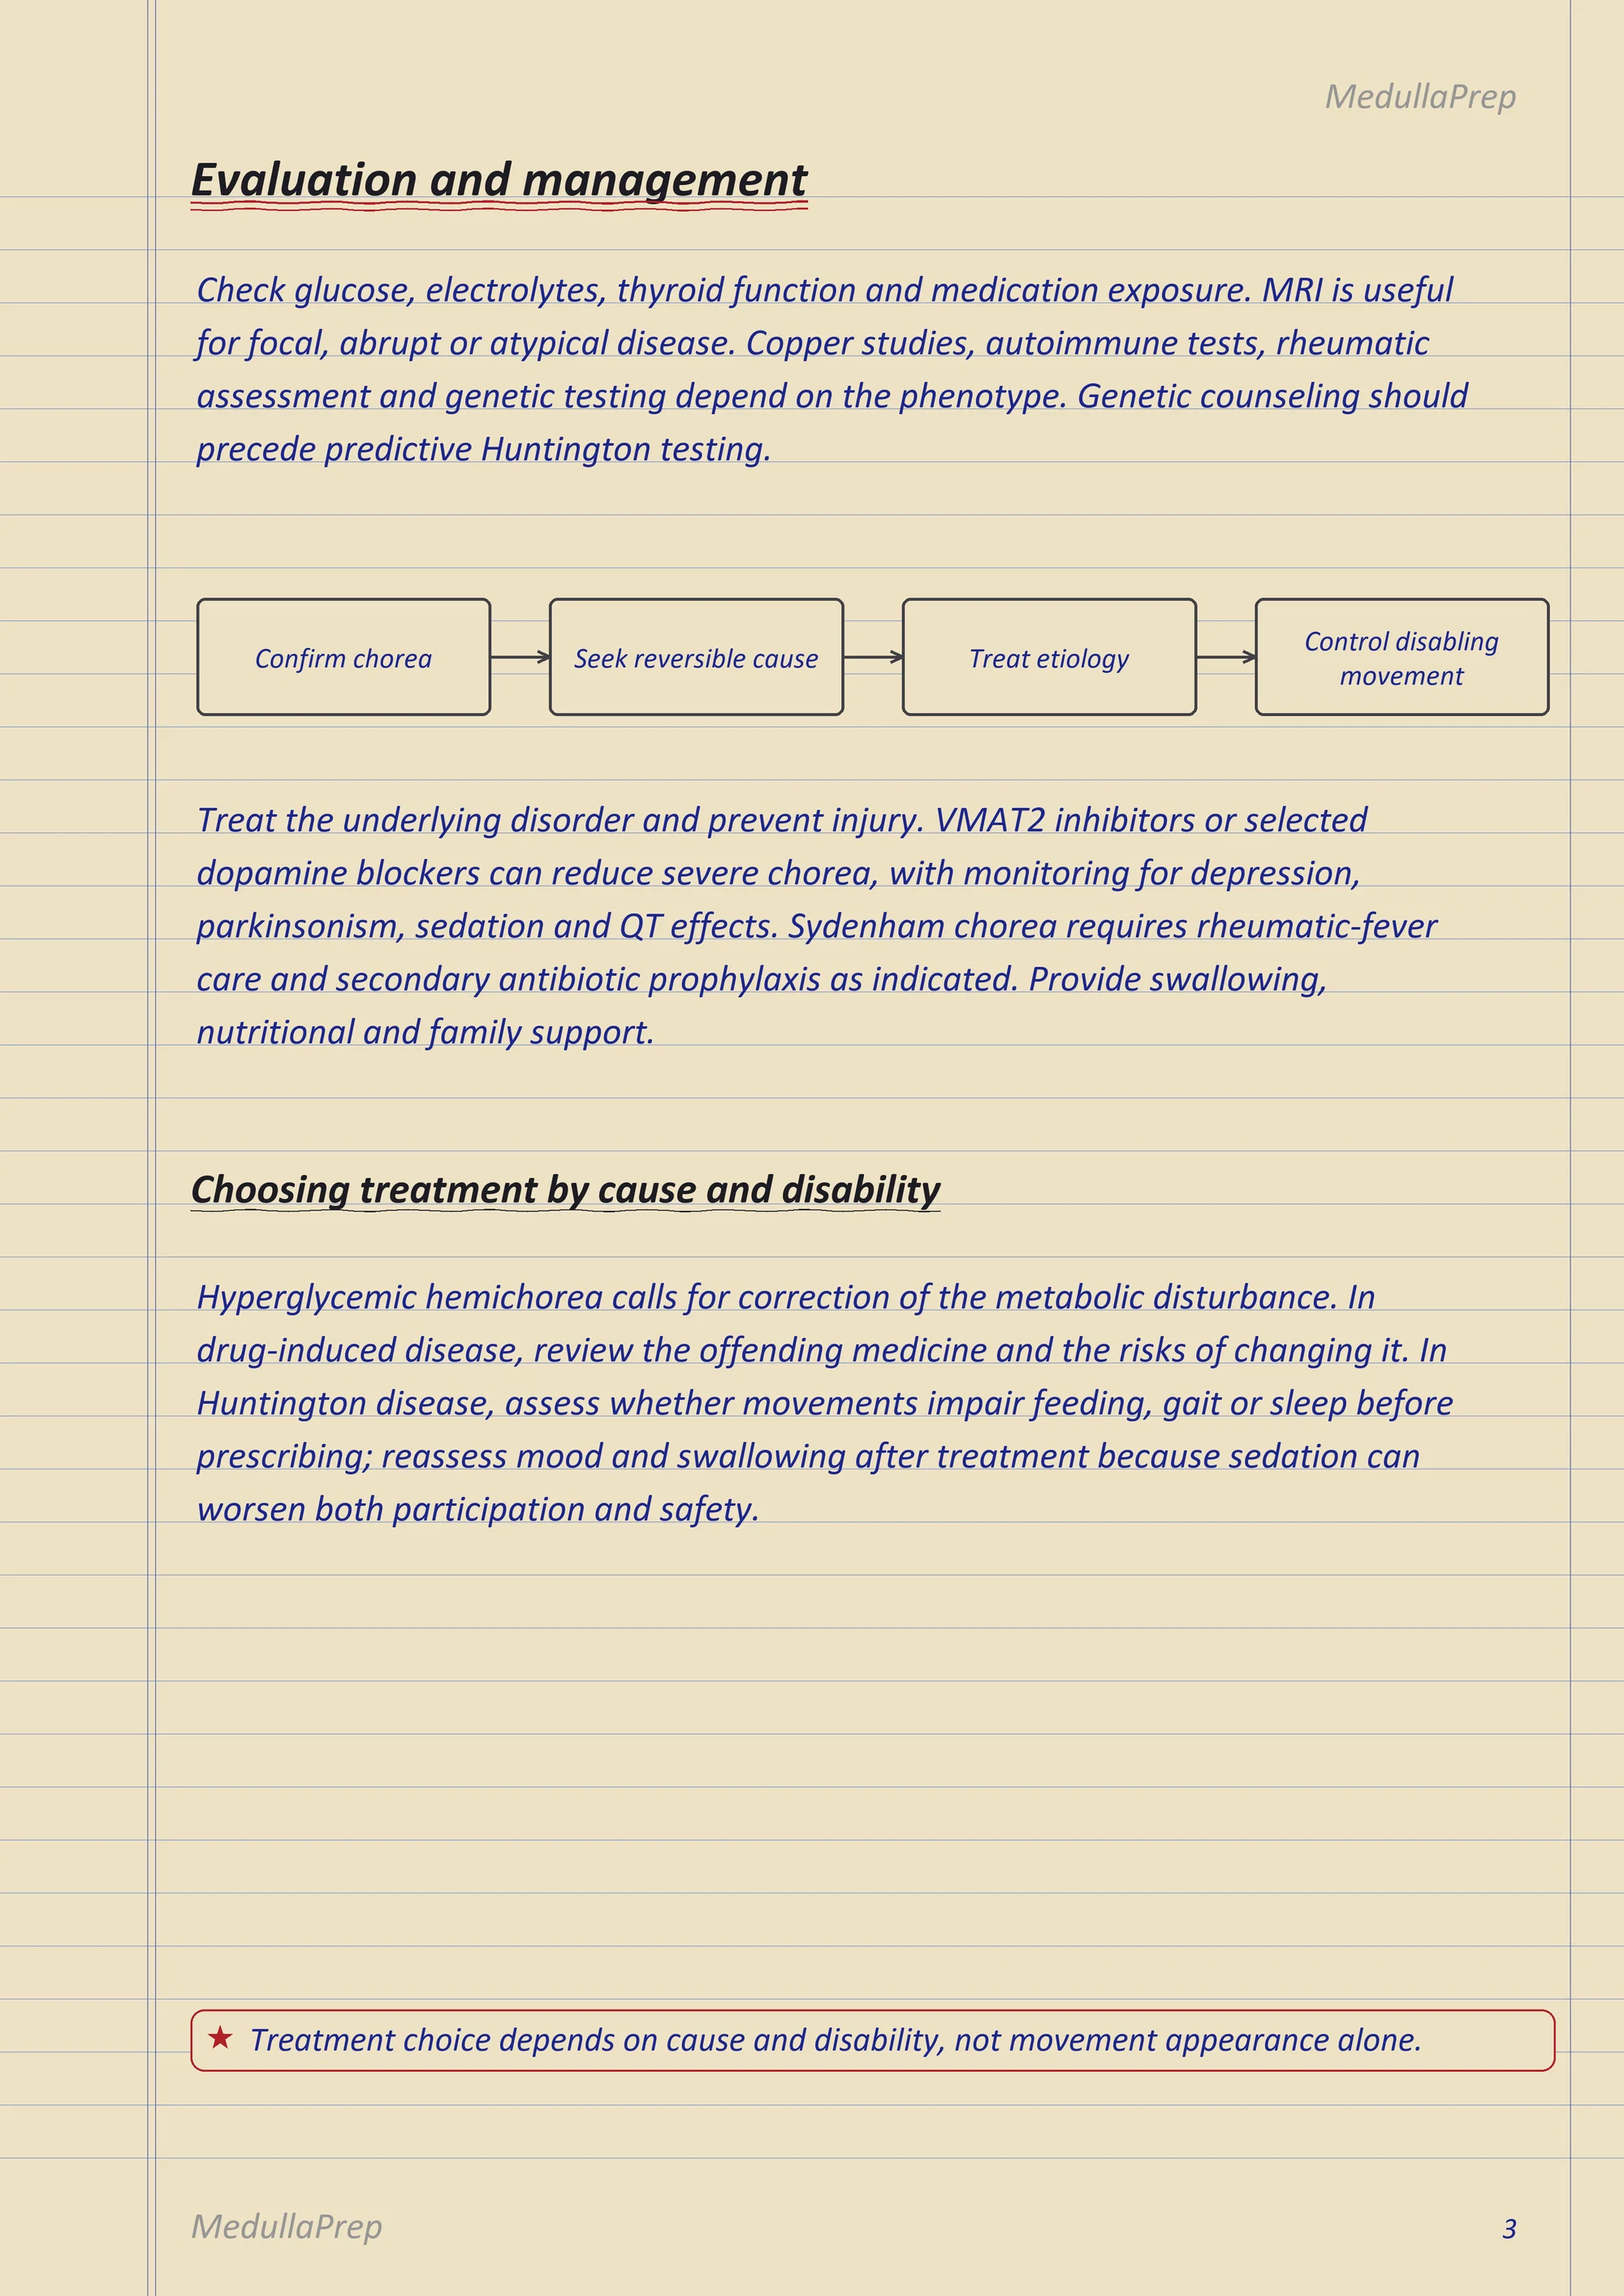 MedullaPrep
Evaluation and management
Check glucose, electrolytes, thyroid function and medication exposure. MRI is useful
for focal, abrupt or atypical disease. Copper studies, autoimmune tests, rheumatic
assessment and genetic testing depend on the phenotype. Genetic counseling should
precede predictive Huntington testing.
Confirm chorea
Seek reversible cause
Treat etiology
Control disabling
movement
Treat the underlying disorder and prevent injury. VMAT2 inhibitors or selected
dopamine blockers can reduce severe chorea, with monitoring for depression,
parkinsonism, sedation and QT effects. Sydenham chorea requires rheumatic-fever
care and secondary antibiotic prophylaxis as indicated. Provide swallowing,
nutritional and family support.
Choosing treatment by cause and disability
Hyperglycemic hemichorea calls for correction of the metabolic disturbance. In
drug-induced disease, review the offending medicine and the risks of changing it. In
Huntington disease, assess whether movements impair feeding, gait or sleep before
prescribing; reassess mood and swallowing after treatment because sedation can
worsen both participation and safety.
★ Treatment choice depends on cause and disability, not movement appearance alone.
MedullaPrep
3